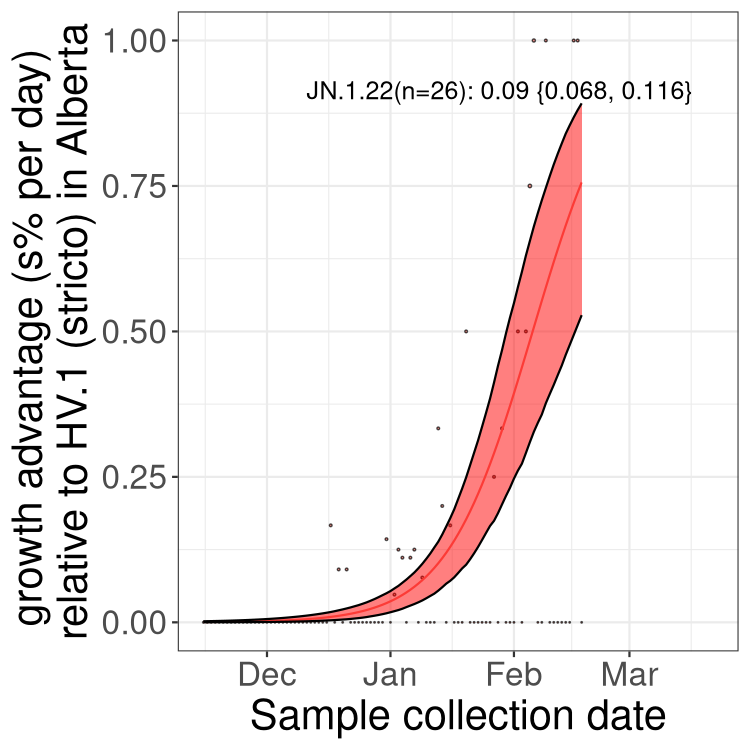 growth advantage (s% per day)
relative to HV.1 (stricto) in Alberta
1.00
0.75
0.50
0.25
0.00
JN.1.22(n=26): 0.09 {0.068, 0.116}
Dec Jan Feb Mar
Sample collection date